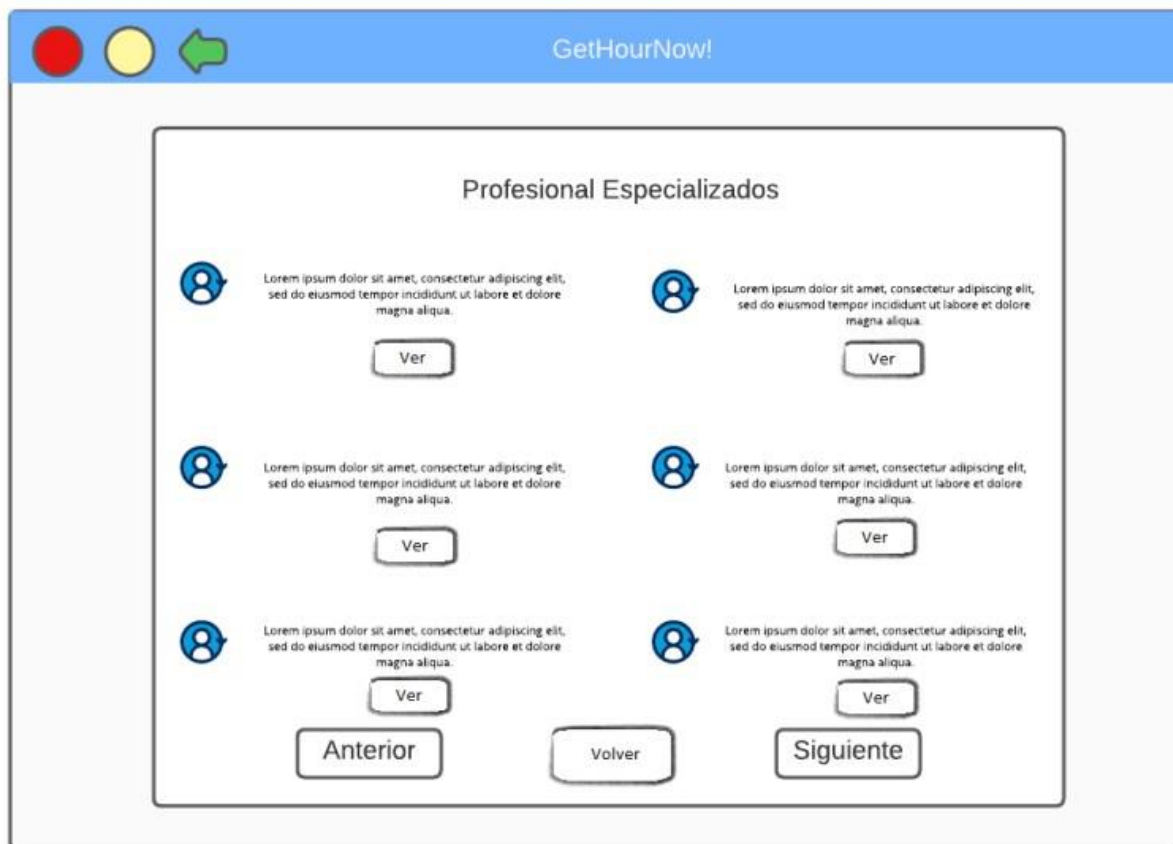 GetHourNow!
Profesional Especializados
Lorem ipsum dolor sit amet, consectetur adipiscing elit,
sed do eiusmod tempor incididunt ut labore et dolore
magna aliqua.
Ver
Lorem ipsum dolor sit amet, consectetur adipiscing elit,
sed do eiusmod tempor incididunt ut labore et dolore
magna aliqua.
Ver
Lorem ipsum dolor sit amet, consectetur adipiscing elit,
sed do eiusmod tempor incididunt ut labore et dolore
magna aliqua.
Ver
Lorem ipsum dolor sit amet, consectetur adipiscing elit,
sed do eiusmod tempor incididunt ut labore et dolore
magna aliqua.
Ver
Lorem ipsum dolor sit amet, consectetur adipiscing elit,
sed do eiusmod tempor incididunt ut labore et dolore
magna aliqua.
Ver
Lorem ipsum dolor sit amet, consectetur adipiscing elit,
sed do eiusmod tempor incididunt ut labore et dolore
magna aliqua.
Ver
Anterior
Volver
Siguiente